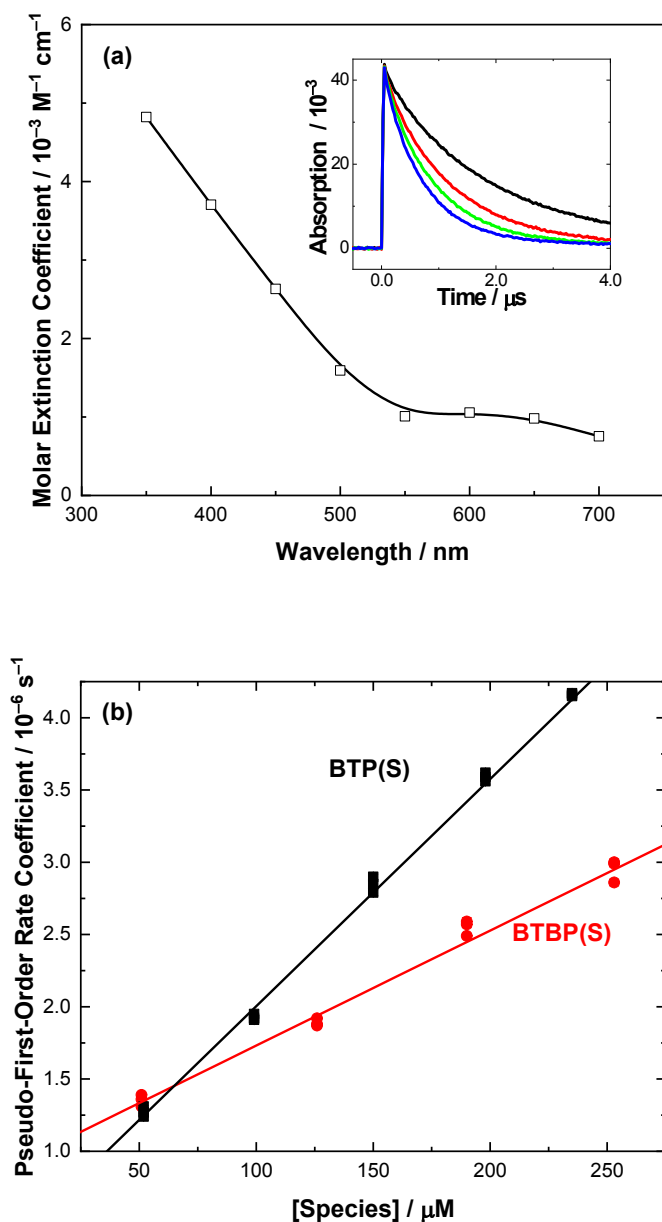 (a)
Molar Extinction Coefficient / 10⁻³ M⁻¹ cm⁻¹
6
4
2
0
300 400 500 600 700
Wavelength / nm
Absorption / 10⁻³
40
20
0
0.0 2.0 4.0
Time / μs
(b)
Pseudo-First-Order Rate Coefficient / 10⁻⁶ s⁻¹
4.0
3.5
3.0
2.5
2.0
1.5
1.0
BTP(S)
BTBP(S)
50 100 150 200 250
[Species] / μM